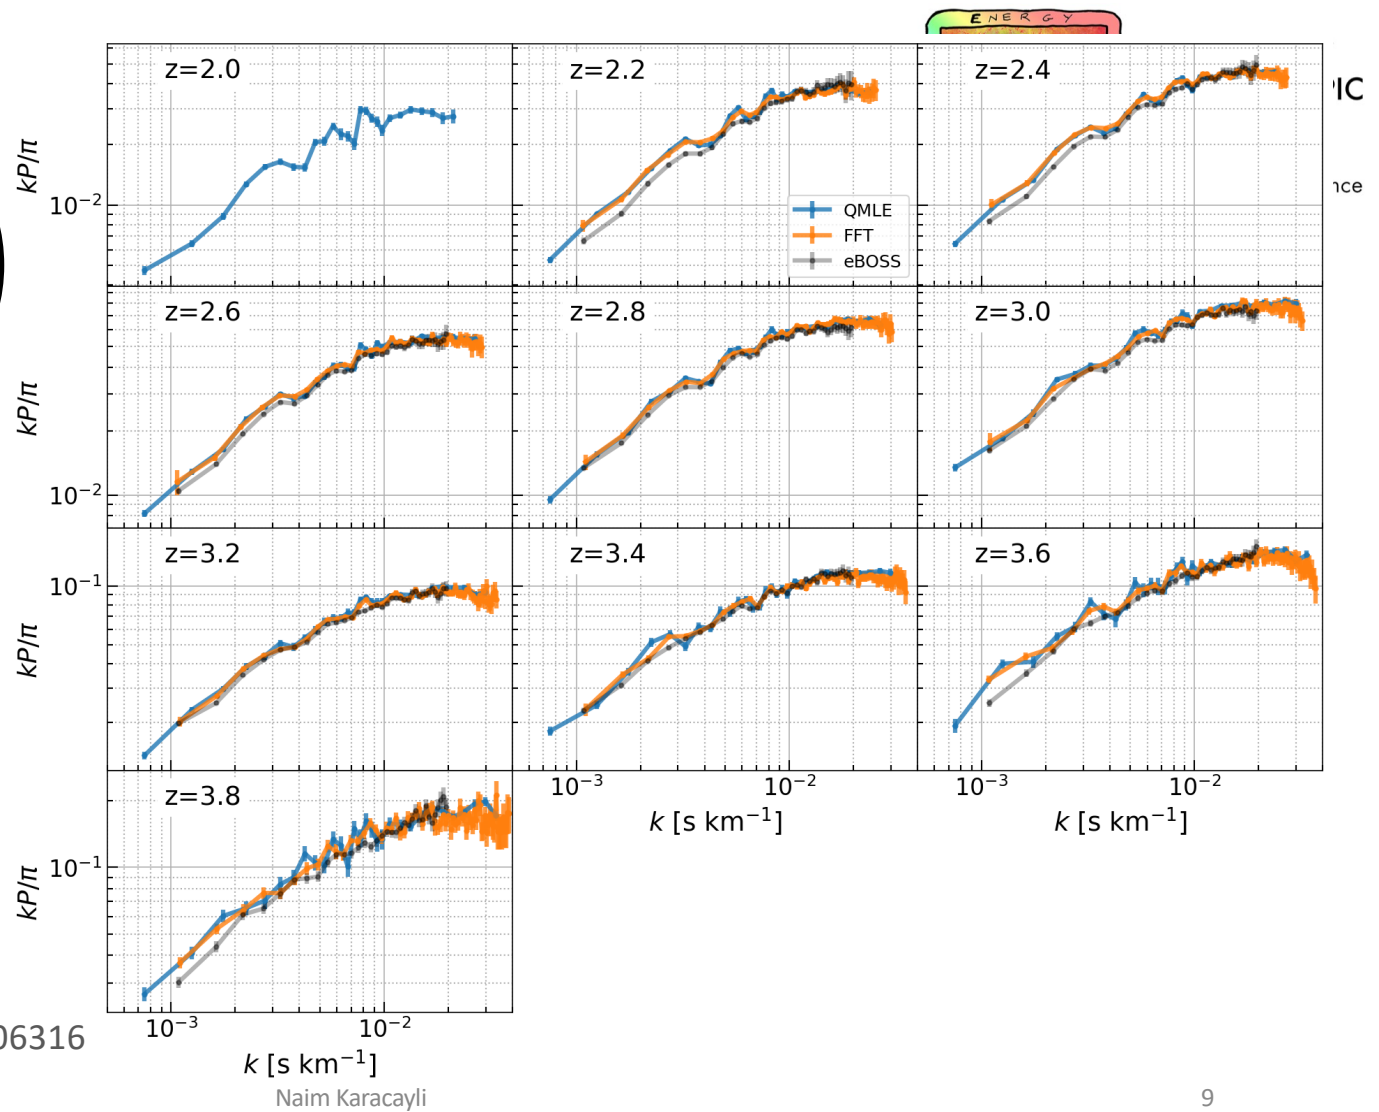 ENERGY
PIC
nce
z=2.0
z=2.2
z=2.4
kP/π
10⁻²
QMLE
FFT
eBOSS
z=2.6
z=2.8
z=3.0
kP/π
10⁻²
z=3.2
z=3.4
z=3.6
10⁻¹
kP/π
10⁻³ 10⁻² 10⁻³ 10⁻²
k [s km⁻¹] k [s km⁻¹]
z=3.8
10⁻¹
kP/π
10⁻³ 10⁻²
k [s km⁻¹]
06316
Naim Karacayli 9